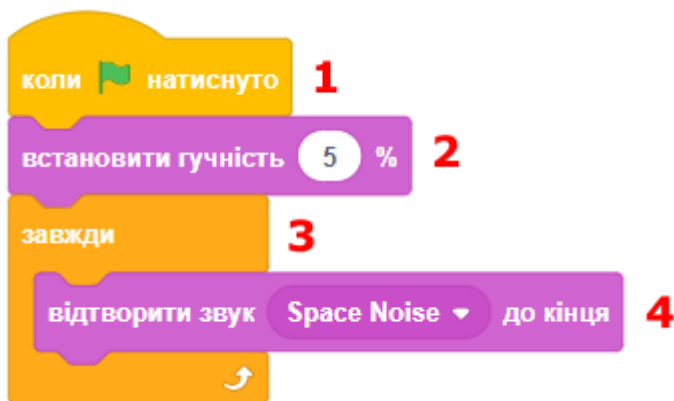 коли натиснуто 1
встановити гучність 5 % 2
завжди 3
відтворити звук Space Noise до кінця 4